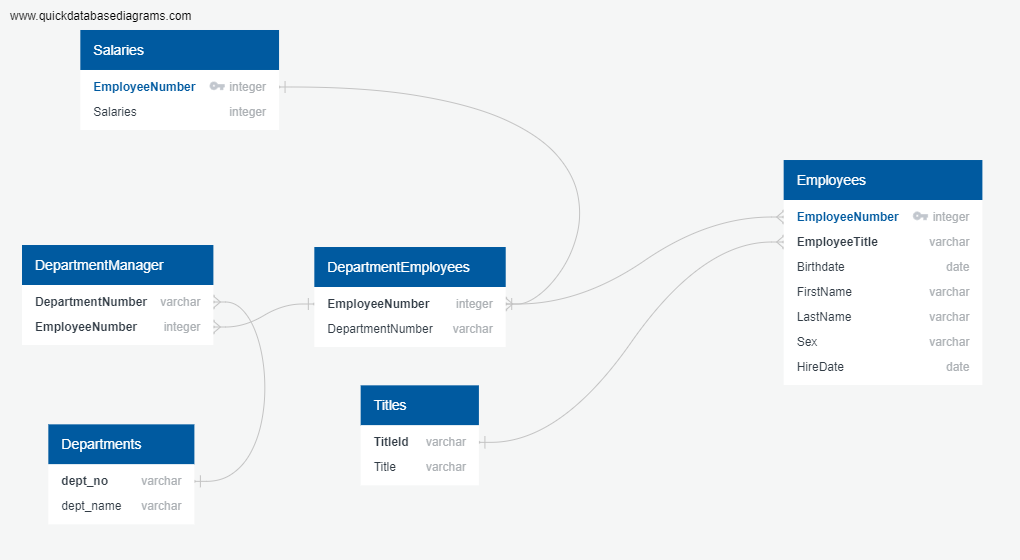 www.quickdatabasediagrams.com
Salaries
EmployeeNumber integer
Salaries integer
Employees
EmployeeNumber integer
EmployeeTitle varchar
Birthdate date
FirstName varchar
LastName varchar
Sex varchar
HireDate date
DepartmentManager
DepartmentNumber varchar
EmployeeNumber integer
DepartmentEmployees
EmployeeNumber integer
DepartmentNumber varchar
Titles
TitleId varchar
Title varchar
Departments
dept_no varchar
dept_name varchar